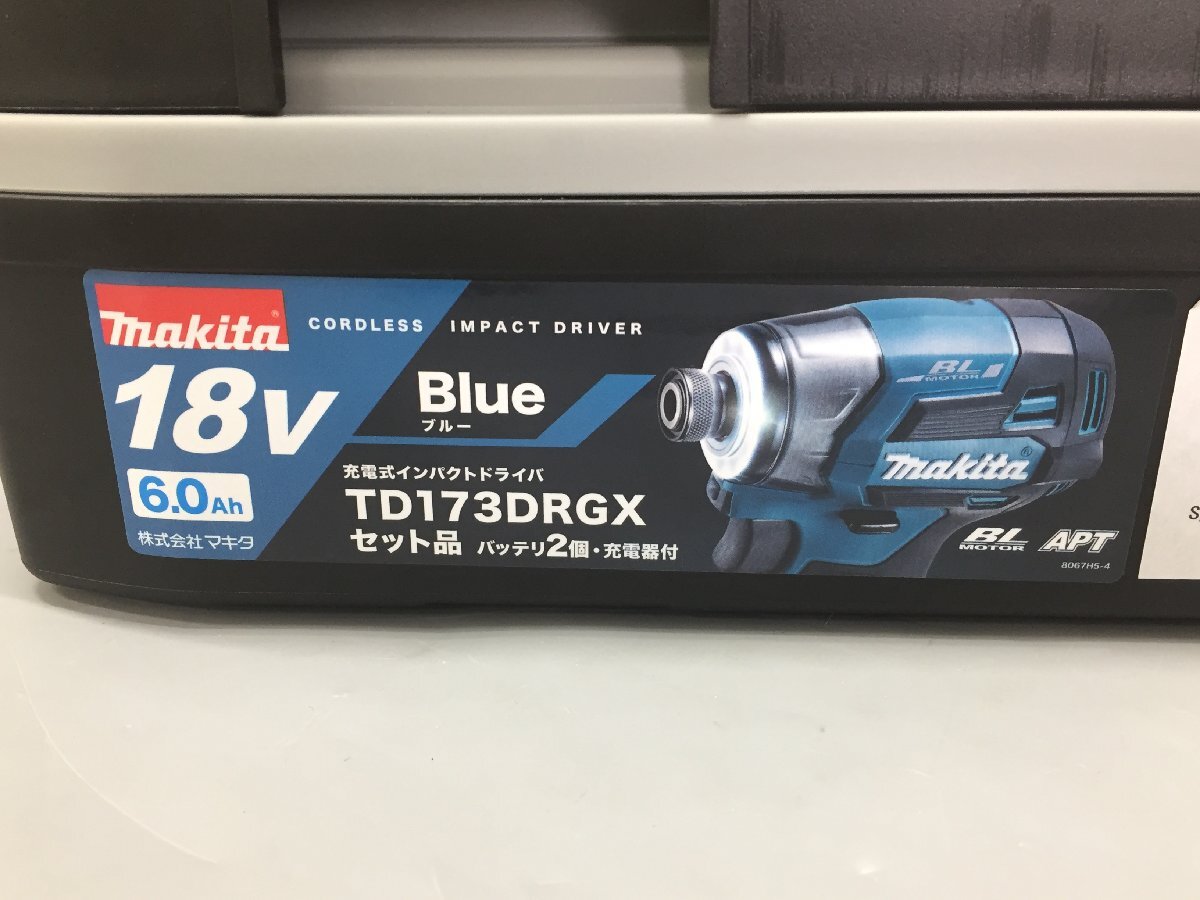 makita
CORDLESS IMPACT DRIVER
18V
Blue
ブルー
6.0Ah
充電式インパクトドライバ
TD173DRGX
セット品 バッテリ2個・充電器付
株式会社マキタ
BL
MOTOR
makita
BL
MOTOR
APT
8067H5-4
S